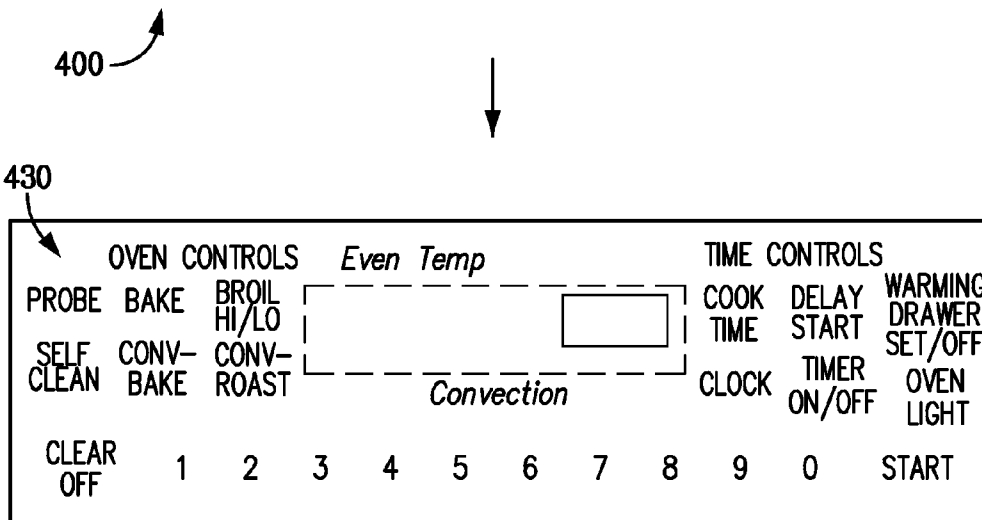 400
430
OVEN CONTROLS Even Temp TIME CONTROLS
PROBE BAKE BROIL HI/LO COOK TIME DELAY START WARMING DRAWER SET/OFF
SELF CLEAN CONV-BAKE CONV-ROAST Convection CLOCK TIMER ON/OFF OVEN LIGHT
CLEAR OFF 1 2 3 4 5 6 7 8 9 0 START